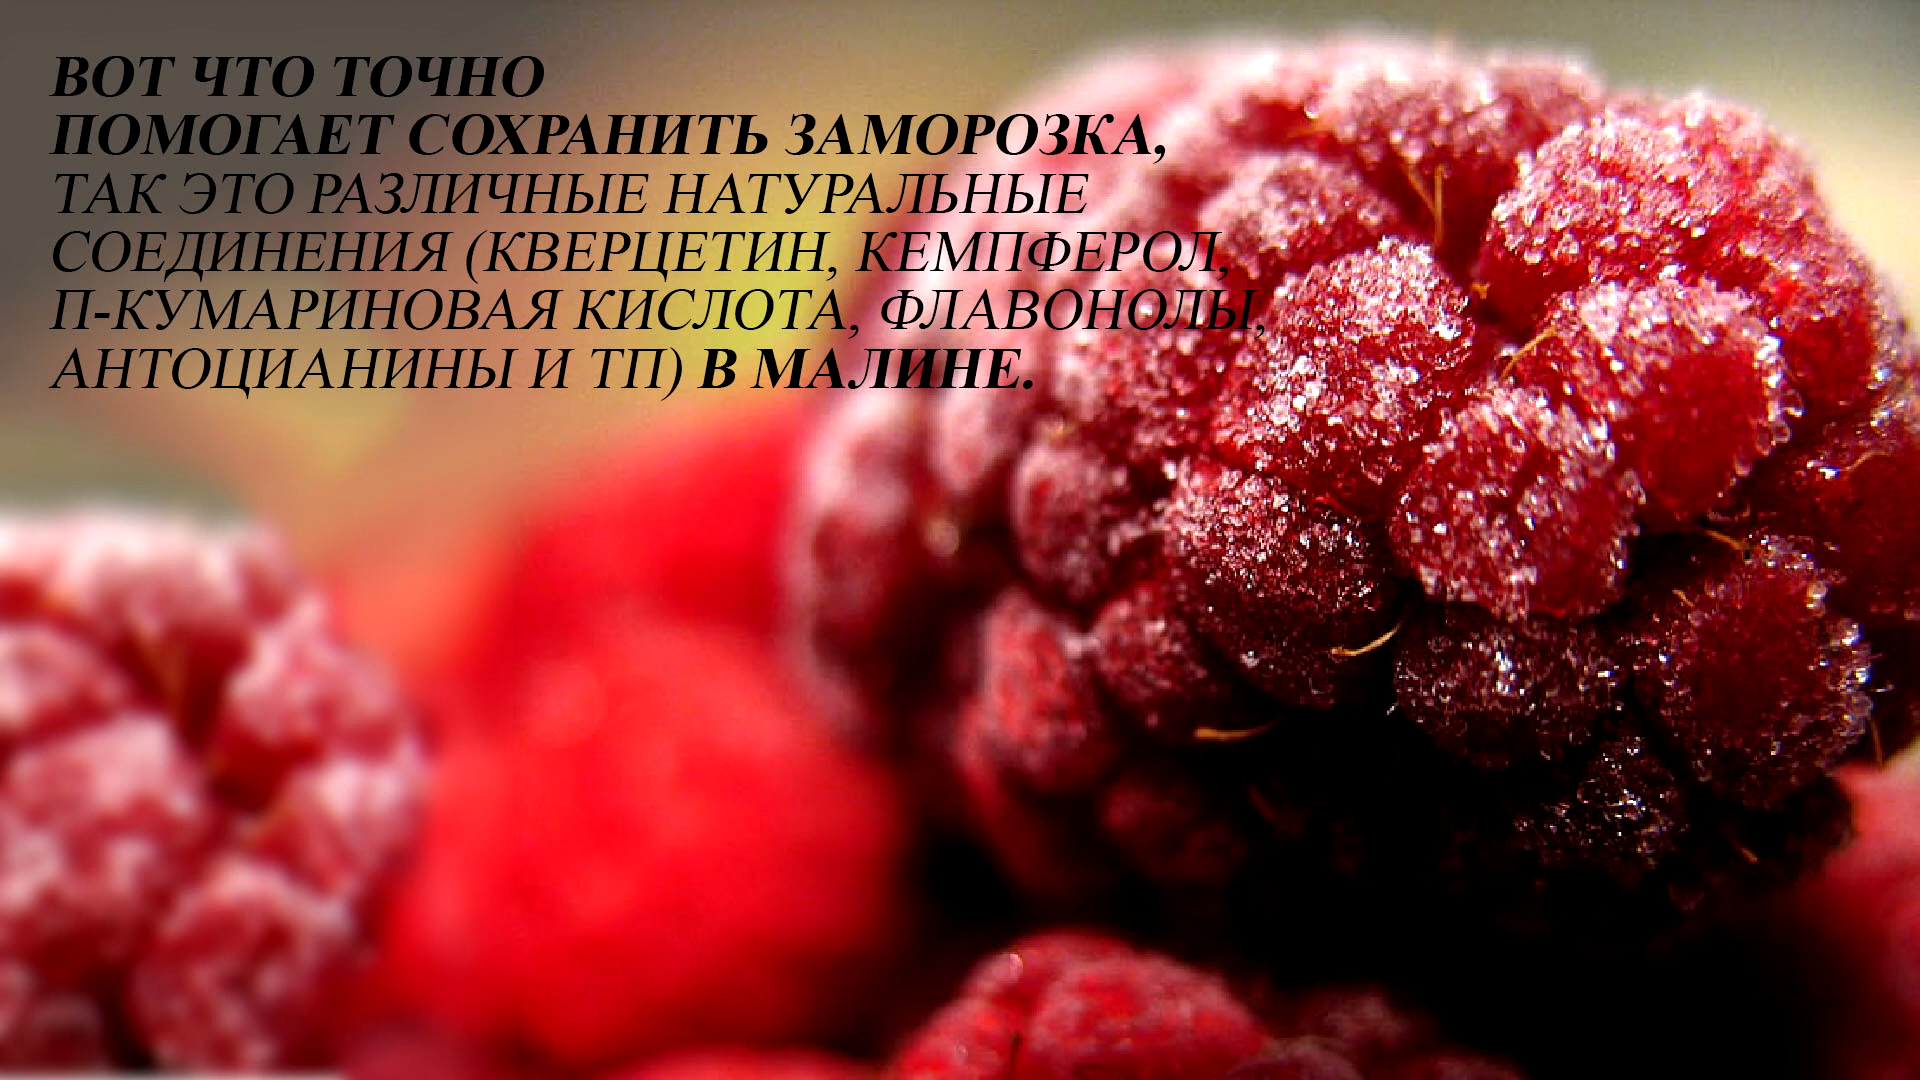 ВОТ ЧТО ТОЧНО
ПОМОГАЕТ СОХРАНИТЬ ЗАМОРОЗКА,
ТАК ЭТО РАЗЛИЧНЫЕ НАТУРАЛЬНЫЕ
СОЕДИНЕНИЯ (КВЕРЦЕТИН, КЕМПФЕРОЛ,
П-КУМАРИНОВАЯ КИСЛОТА, ФЛАВОНОЛЫ,
АНТОЦИАНИНЫ И ТП) В МАЛИНЕ.